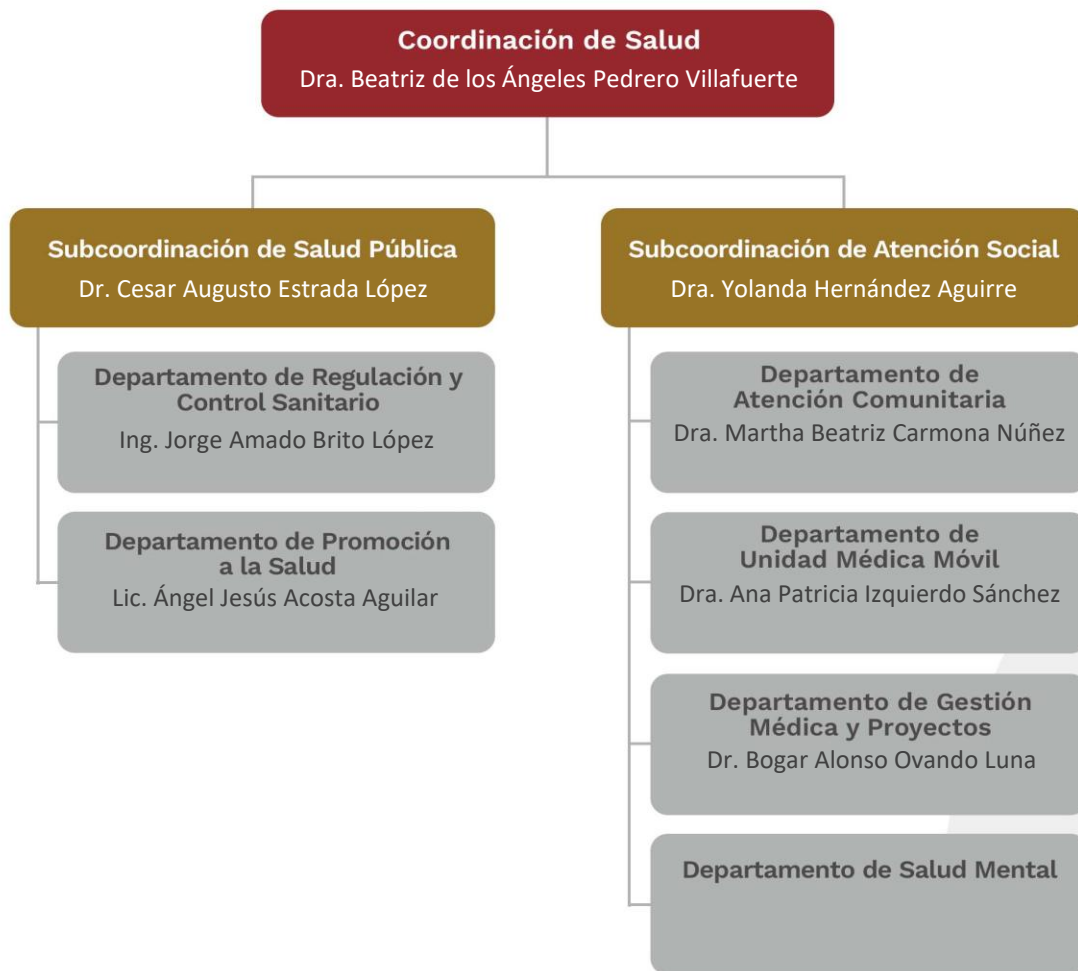 Coordinación de Salud
Dra. Beatriz de los Ángeles Pedrero Villafuerte
Subcoordinación de Salud Pública
Dr. Cesar Augusto Estrada López
Departamento de Regulación y
Control Sanitario
Ing. Jorge Amado Brito López
Departamento de Promoción
a la Salud
Lic. Ángel Jesús Acosta Aguilar
Subcoordinación de Atención Social
Dra. Yolanda Hernández Aguirre
Departamento de
Atención Comunitaria
Dra. Martha Beatriz Carmona Núñez
Departamento de
Unidad Médica Móvil
Dra. Ana Patricia Izquierdo Sánchez
Departamento de Gestión
Médica y Proyectos
Dr. Bogar Alonso Ovando Luna
Departamento de Salud Mental